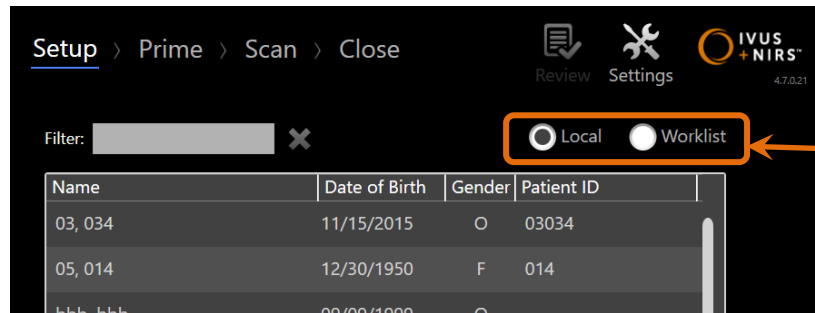 Setup › Prime › Scan › Close
Review
Settings
IVUS
+NIRS™
4.7.0.21
Filter:
Local
Worklist
Name Date of Birth Gender Patient ID
03, 034 11/15/2015 O 03034
05, 014 12/30/1950 F 014